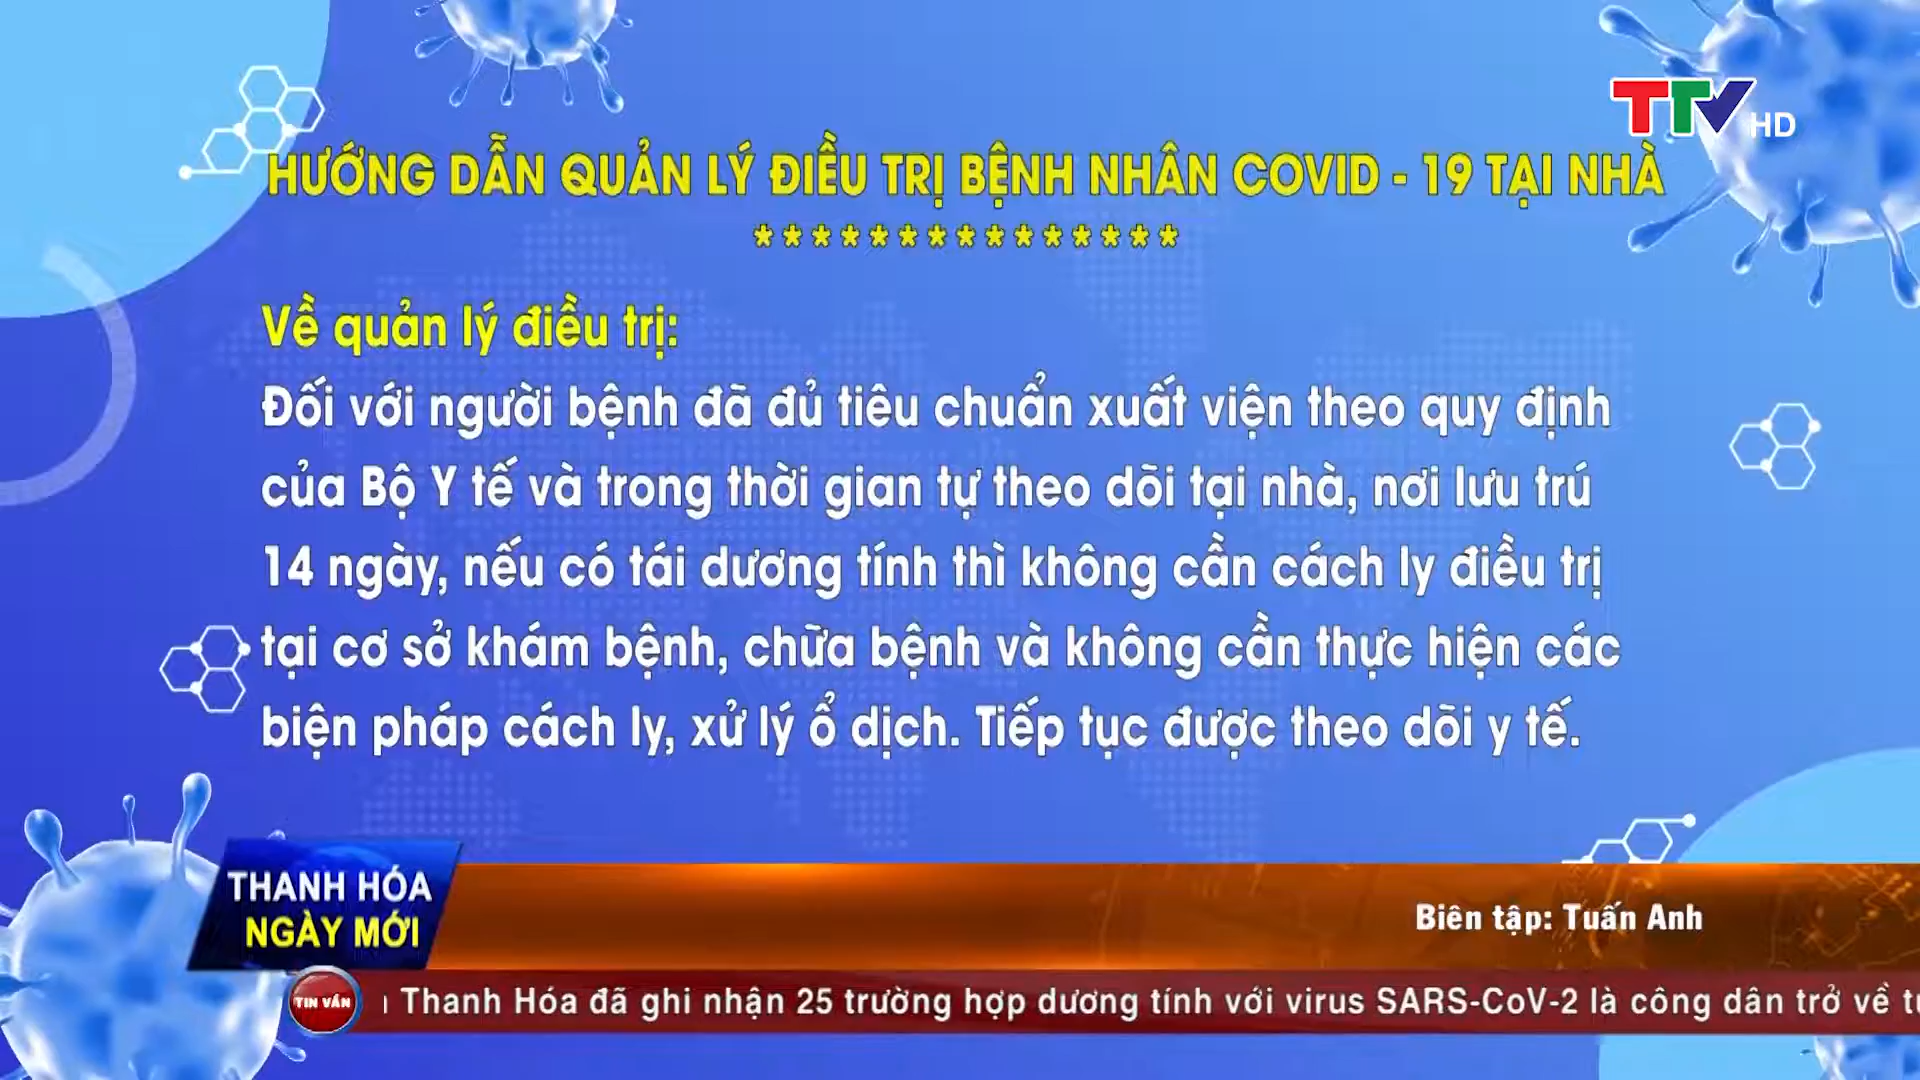 TTV HD
HƯỚNG DẪN QUẢN LÝ ĐIỀU TRỊ BỆNH NHÂN COVID - 19 TẠI NHÀ
***************
Về quản lý điều trị:
Đối với người bệnh đã đủ tiêu chuẩn xuất viện theo quy định
của Bộ Y tế và trong thời gian tự theo dõi tại nhà, nơi lưu trú
14 ngày, nếu có tái dương tính thì không cần cách ly điều trị
tại cơ sở khám bệnh, chữa bệnh và không cần thực hiện các
biện pháp cách ly, xử lý ổ dịch. Tiếp tục được theo dõi y tế.
THANH HÓA
NGÀY MỚI
Biên tập: Tuấn Anh
TIN VẮN
Thanh Hóa đã ghi nhận 25 trường hợp dương tính với virus SARS-CoV-2 là công dân trở về